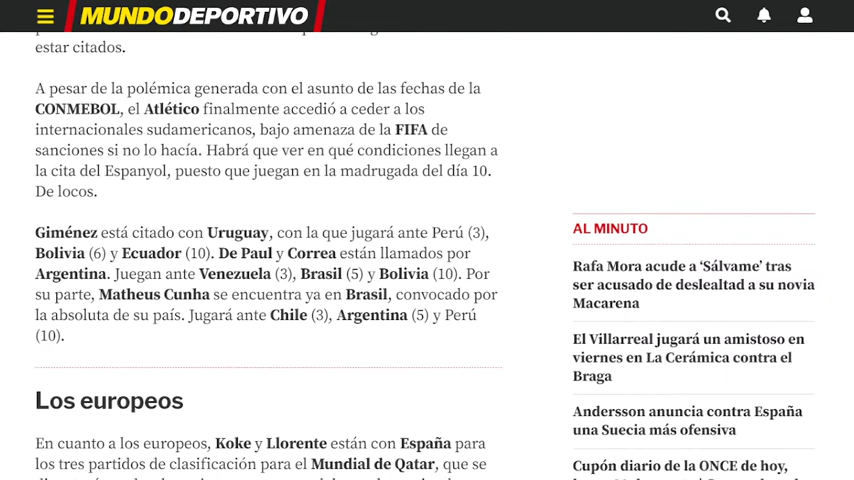 MUNDODEPORTIVO
estar citados.
A pesar de la polémica generada con el asunto de las fechas de la
CONMEBOL, el Atlético finalmente accedió a ceder a los
internacionales sudamericanos, bajo amenaza de la FIFA de
sanciones si no lo hacía. Habrá que ver en qué condiciones llegan a
la cita del Espanyol, puesto que juegan en la madrugada del día 10.
De locos.
Giménez está citado con Uruguay, con la que jugará ante Perú (3),
Bolivia (6) y Ecuador (10). De Paul y Correa están llamados por
Argentina. Juegan ante Venezuela (3), Brasil (5) y Bolivia (10). Por
su parte, Matheus Cunha se encuentra ya en Brasil, convocado por
la absoluta de su país. Jugará ante Chile (3), Argentina (5) y Perú
(10).
Los europeos
En cuanto a los europeos, Koke y Llorente están con España para
los tres partidos de clasificación para el Mundial de Qatar, que se
AL MINUTO
Rafa Mora acude a ‘Sálvame’ tras
ser acusado de deslealtad a su novia
Macarena
El Villarreal jugará un amistoso en
viernes en La Cerámica contra el
Braga
Andersson anuncia contra España
una Suecia más ofensiva
Cupón diario de la ONCE de hoy,